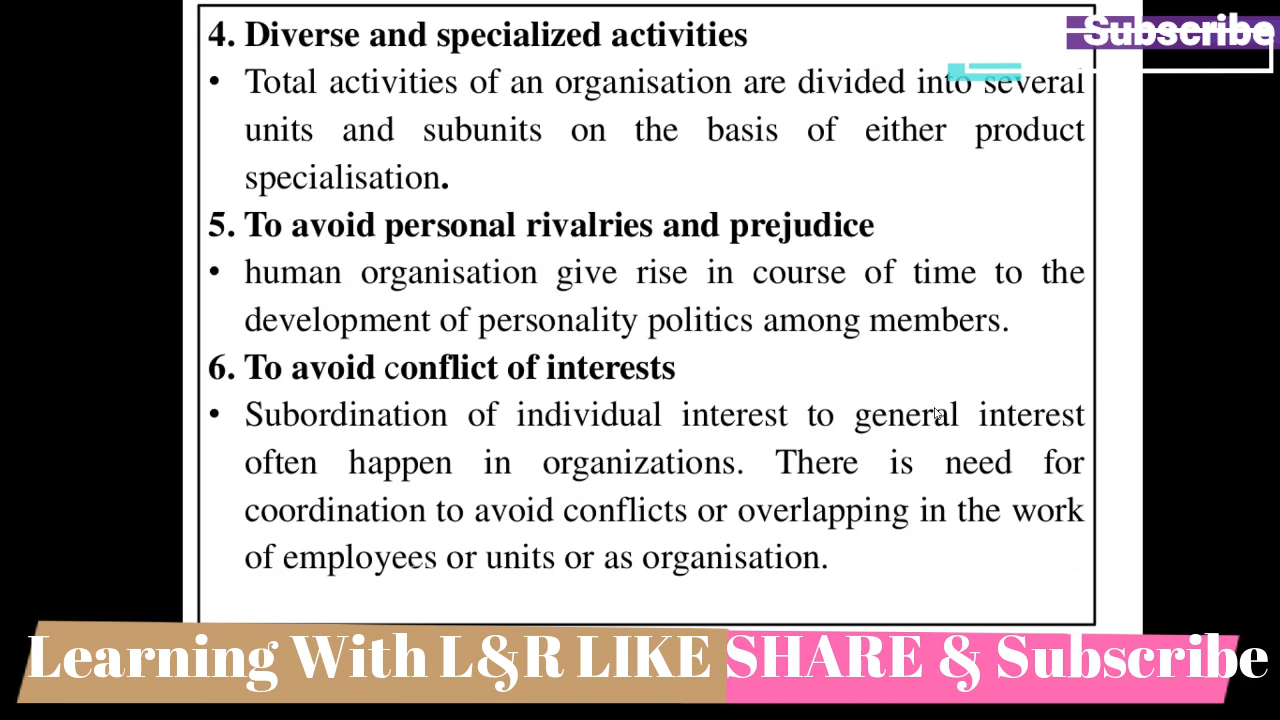 Subscribe
4. Diverse and specialized activities
• Total activities of an organisation are divided into several
units and subunits on the basis of either product
specialisation.
5. To avoid personal rivalries and prejudice
• human organisation give rise in course of time to the
development of personality politics among members.
6. To avoid conflict of interests
• Subordination of individual interest to general interest
often happen in organizations. There is need for
coordination to avoid conflicts or overlapping in the work
of employees or units or as organisation.
Learning With L&R LIKE SHARE & Subscribe